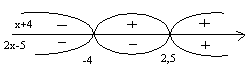 x+4 − + +
2x-5 − − +
-4 2,5